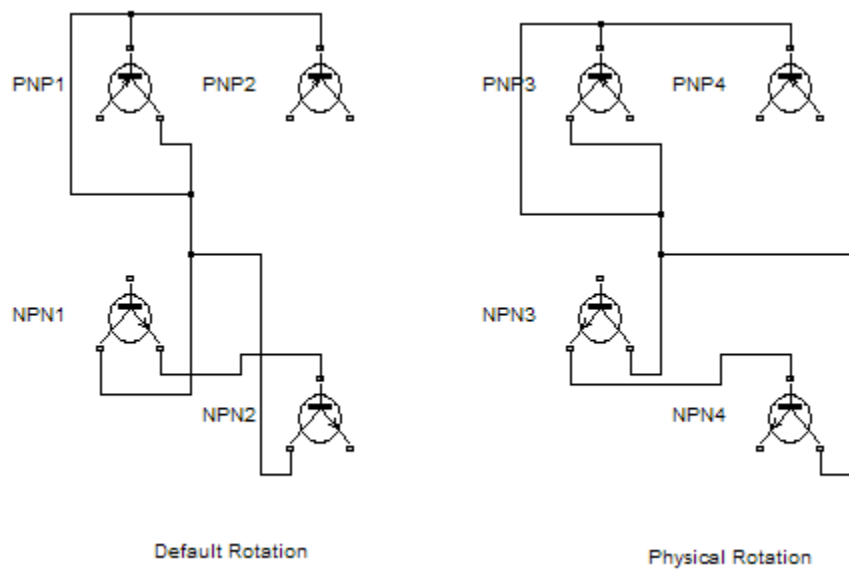 PNP1
PNP2
PNP3
PNP4
NPN1
NPN3
NPN2
NPN4
Default Rotation
Physical Rotation